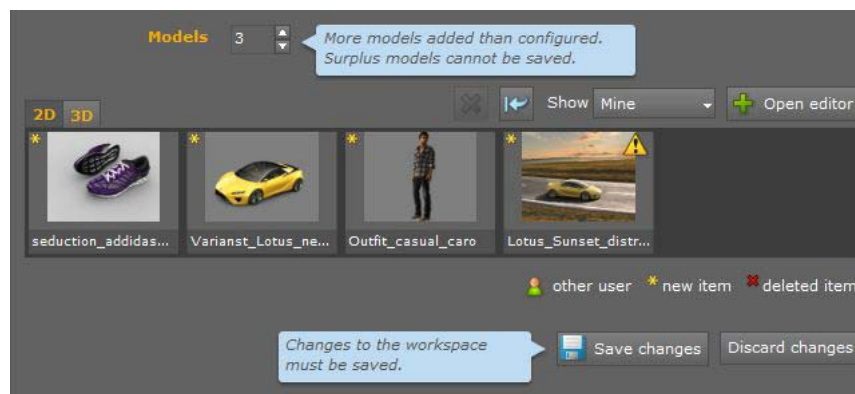 Models 3 More models added than configured.
Surplus models cannot be saved.
2D 3D Show Mine Open editor
seduction_addidas... Varianst_Lotus_ne... Outfit_casual_caro Lotus_Sunset_distr...
other user new item deleted item
Changes to the workspace
must be saved.
Save changes Discard changes